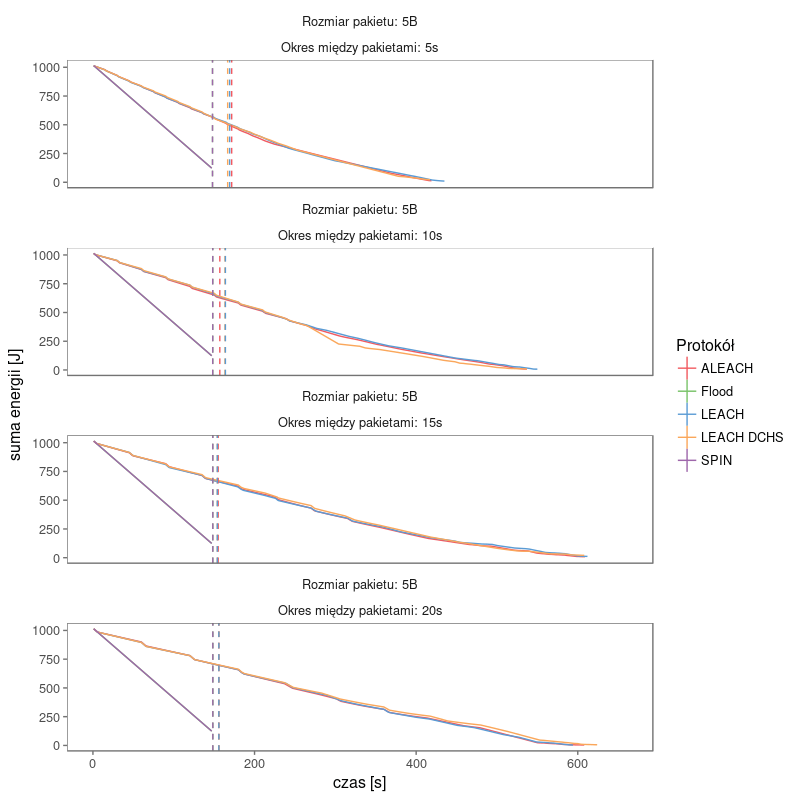 Rozmiar pakietu: 5B
Okres między pakietami: 5s
1000
750
500
250
0
Rozmiar pakietu: 5B
Okres między pakietami: 10s
1000
750
500
250
0
Rozmiar pakietu: 5B
Okres między pakietami: 15s
1000
750
500
250
0
Rozmiar pakietu: 5B
Okres między pakietami: 20s
1000
750
500
250
0
0 200 400 600
czas [s]
suma energii [J]
Protokół
ALEACH
Flood
LEACH
LEACH DCHS
SPIN